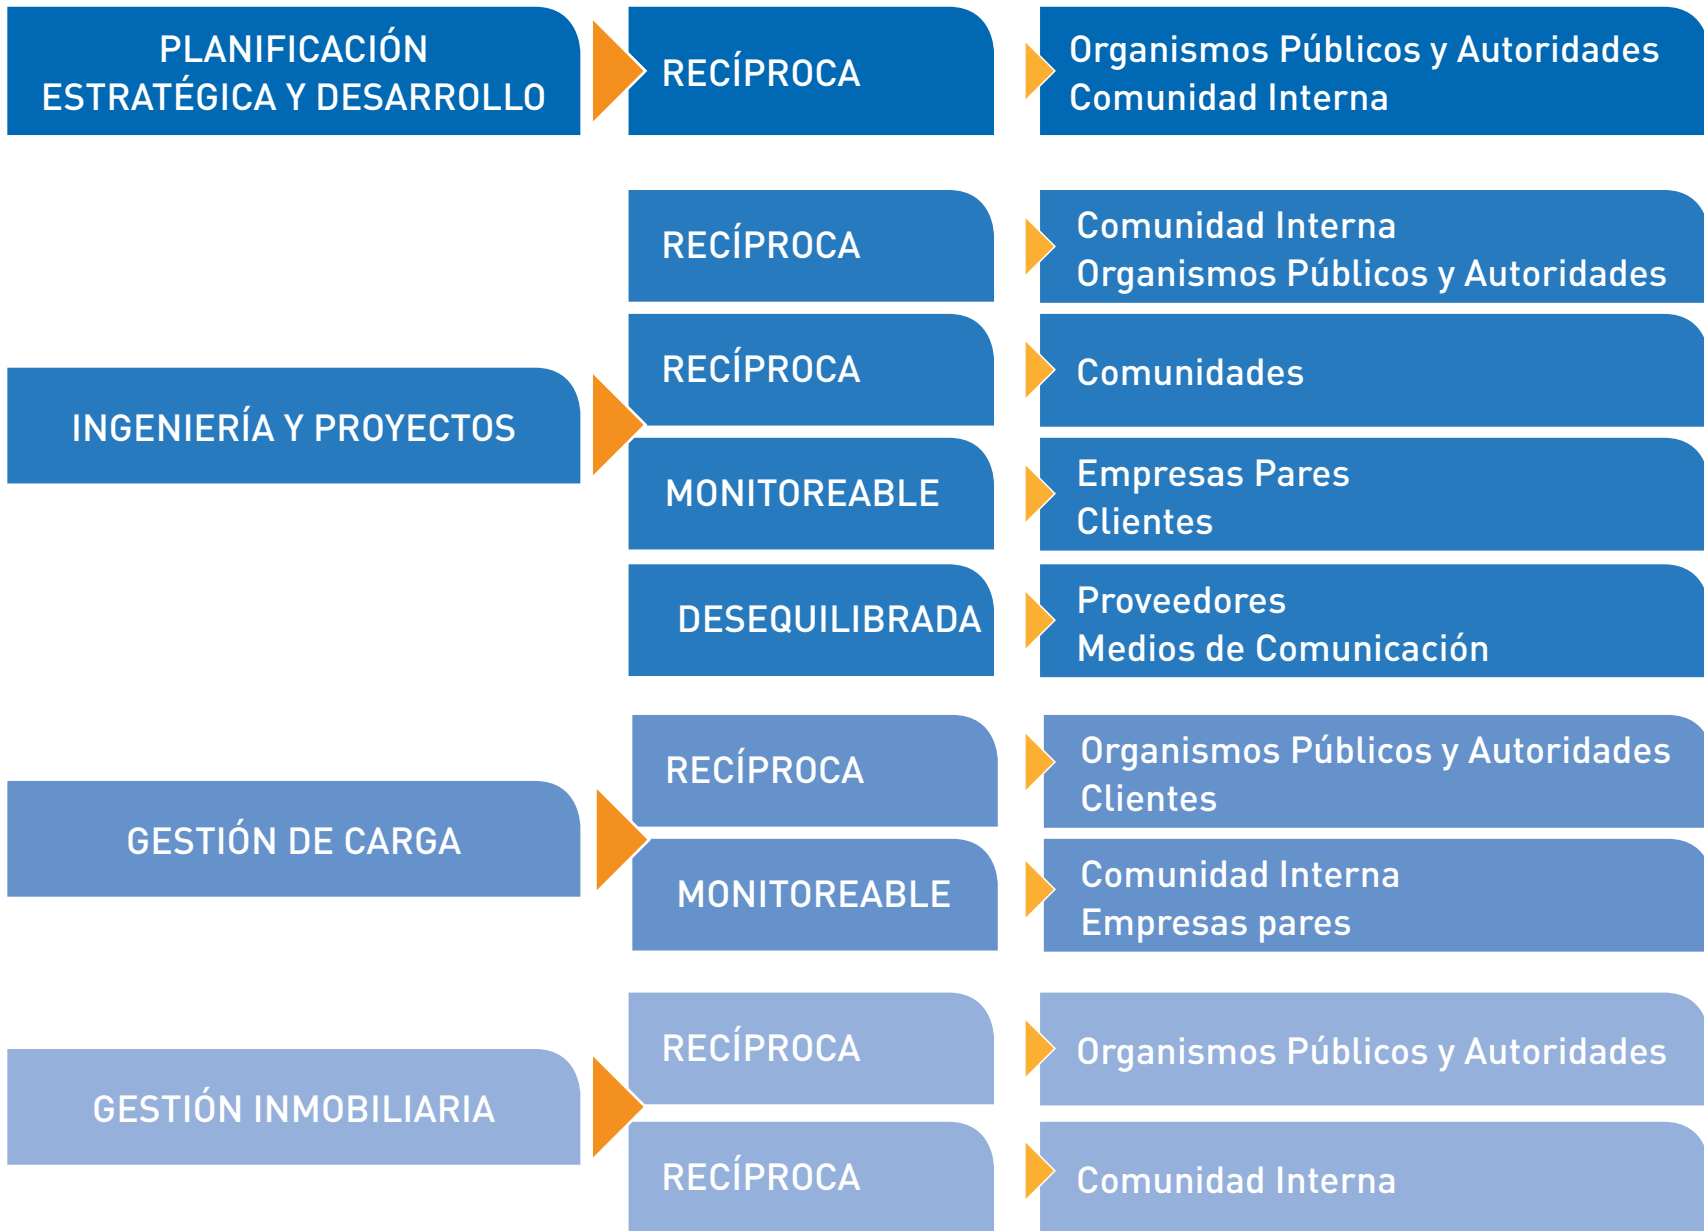 PLANIFICACIÓN
ESTRATÉGICA Y DESARROLLO
RECÍPROCA
Organismos Públicos y Autoridades
Comunidad Interna
INGENIERÍA Y PROYECTOS
RECÍPROCA
Comunidad Interna
Organismos Públicos y Autoridades
RECÍPROCA
Comunidades
MONITOREABLE
Empresas Pares
Clientes
DESEQUILIBRADA
Proveedores
Medios de Comunicación
GESTIÓN DE CARGA
RECÍPROCA
Organismos Públicos y Autoridades
Clientes
MONITOREABLE
Comunidad Interna
Empresas pares
GESTIÓN INMOBILIARIA
RECÍPROCA
Organismos Públicos y Autoridades
RECÍPROCA
Comunidad Interna